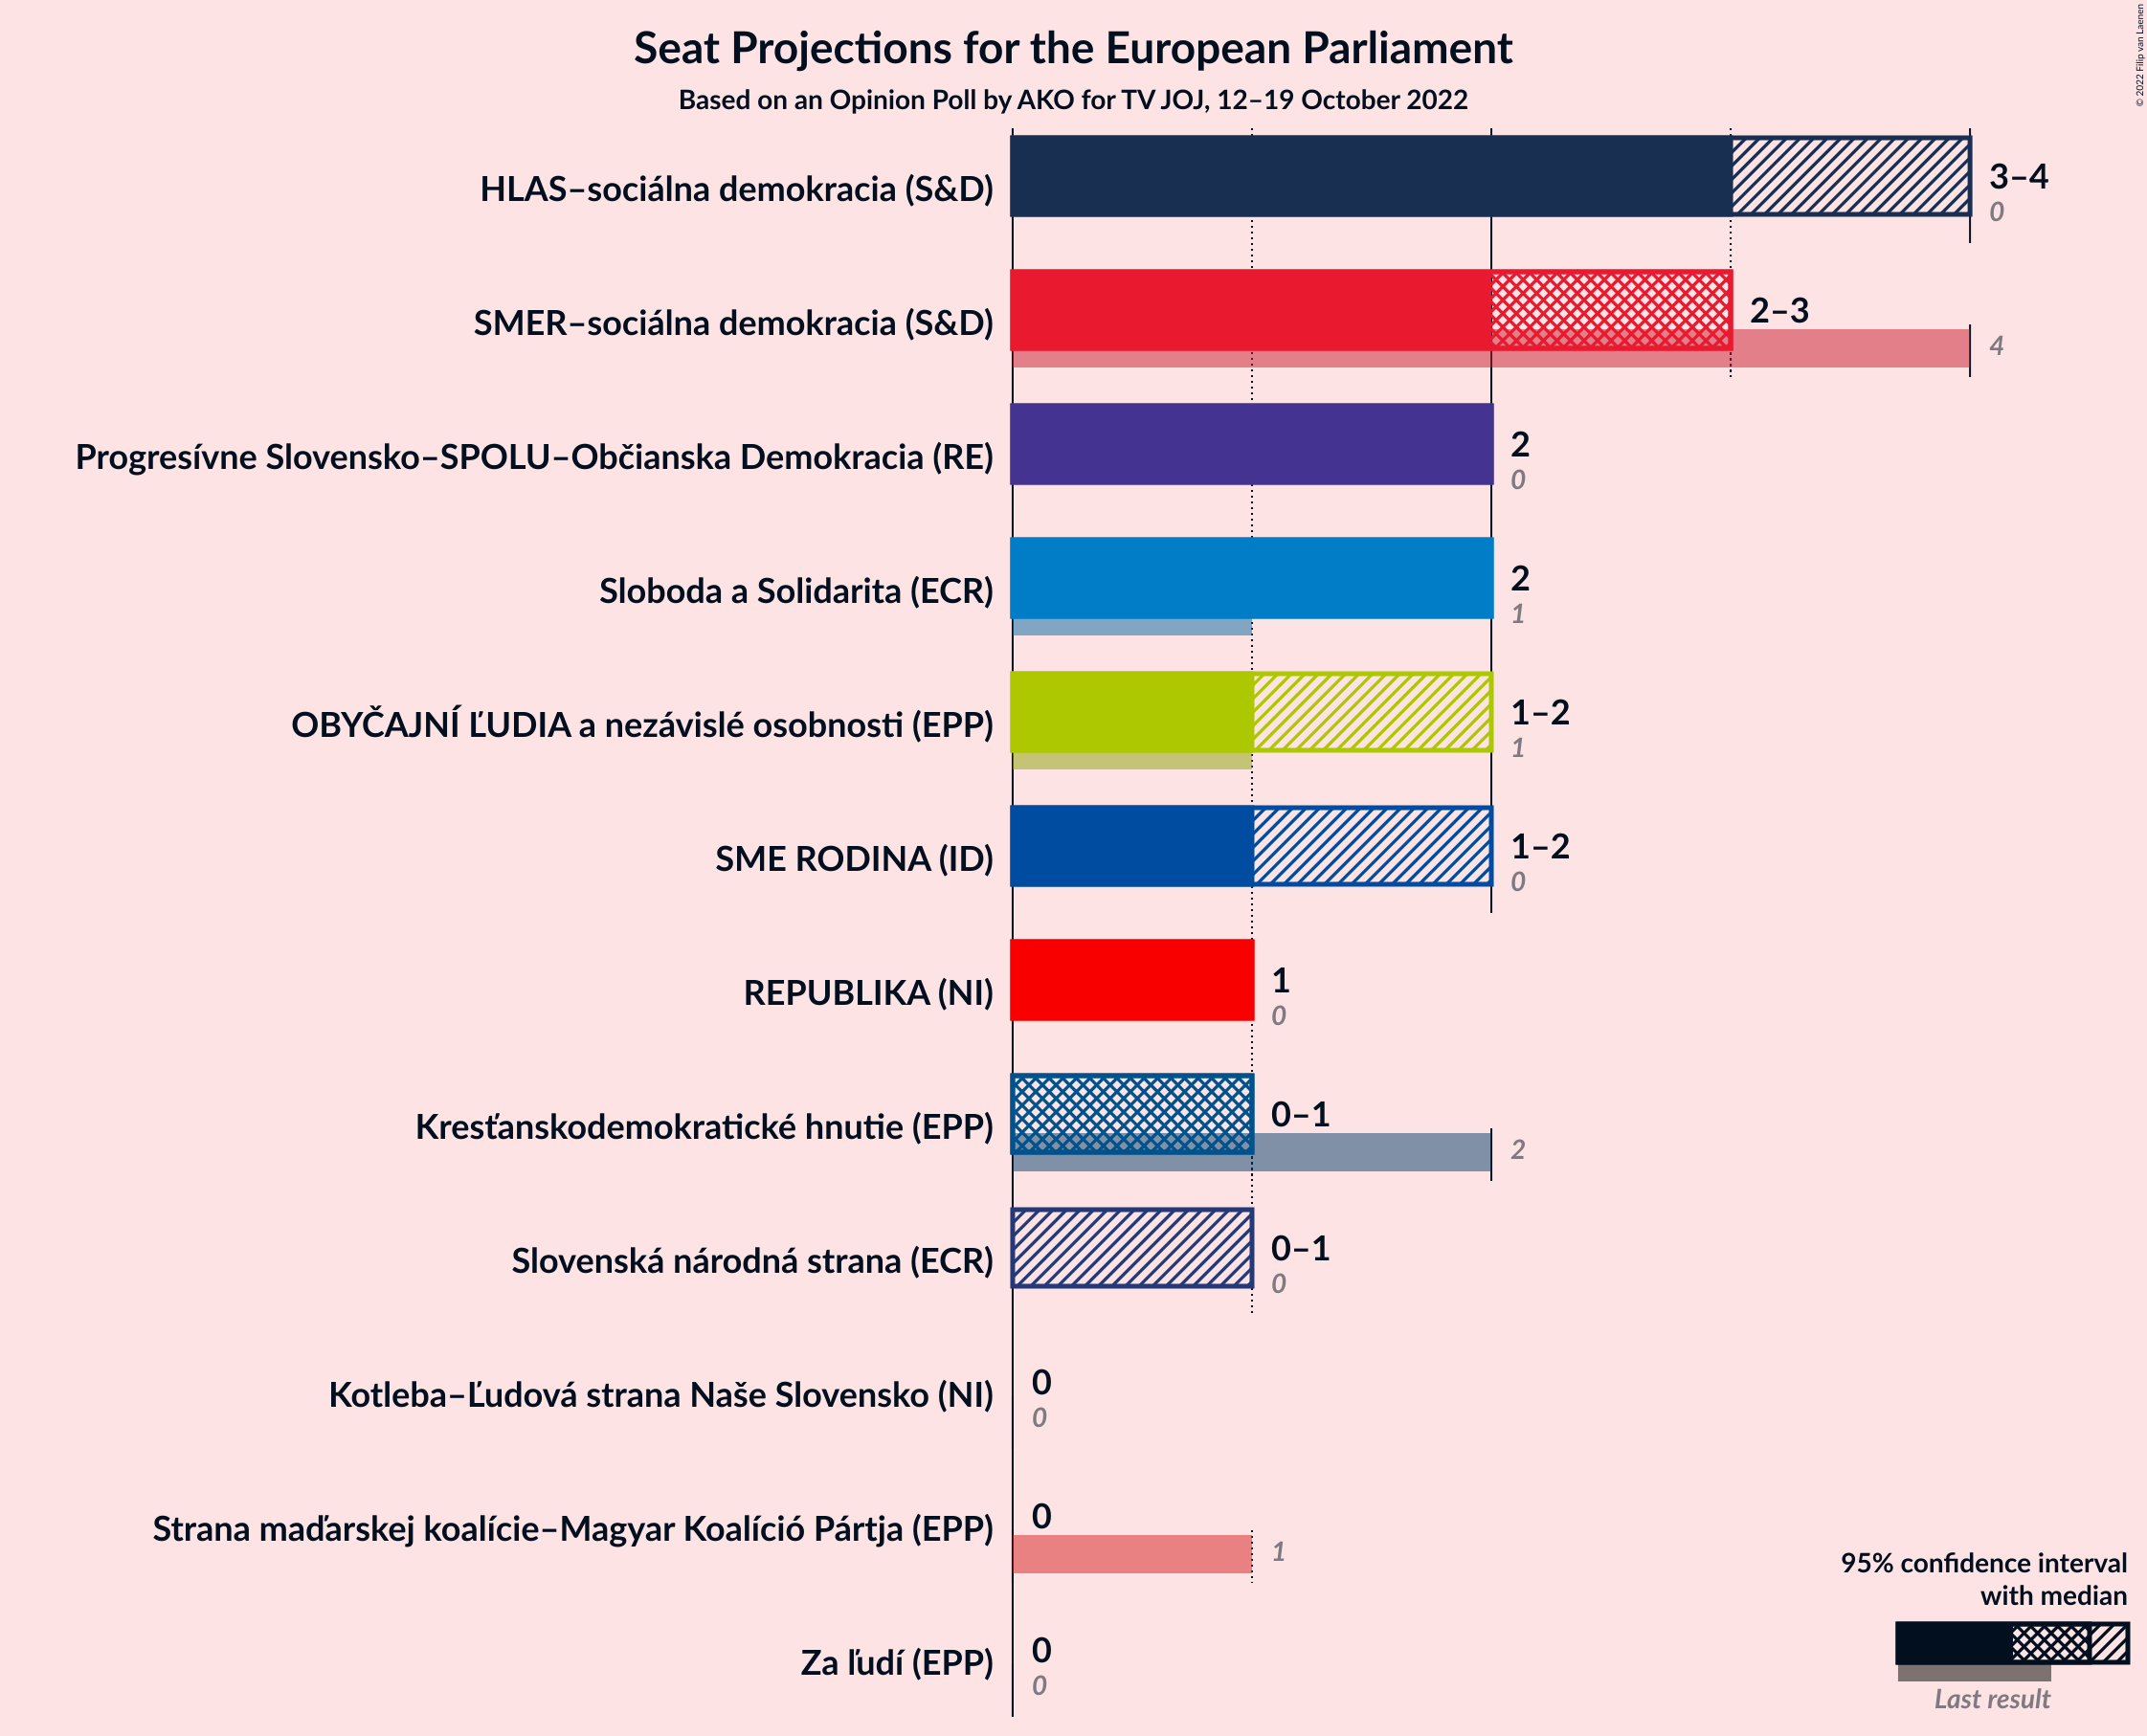 Seat Projections for the European Parliament
Based on an Opinion Poll by AKO for TV JOJ, 12–19 October 2022
© 2022 Filip van Laenen
HLAS–sociálna demokracia (S&D)
3–4
0
SMER–sociálna demokracia (S&D)
2–3
4
Progresívne Slovensko–SPOLU–Občianska Demokracia (RE)
2
0
Sloboda a Solidarita (ECR)
2
1
OBYČAJNÍ ĽUDIA a nezávislé osobnosti (EPP)
1–2
1
SME RODINA (ID)
1–2
0
REPUBLIKA (NI)
1
0
Kresťanskodemokratické hnutie (EPP)
0–1
2
Slovenská národná strana (ECR)
0–1
0
Kotleba–Ľudová strana Naše Slovensko (NI)
0
0
Strana maďarskej koalície–Magyar Koalíció Pártja (EPP)
0
1
Za ľudí (EPP)
0
0
95% confidence interval
with median
Last result